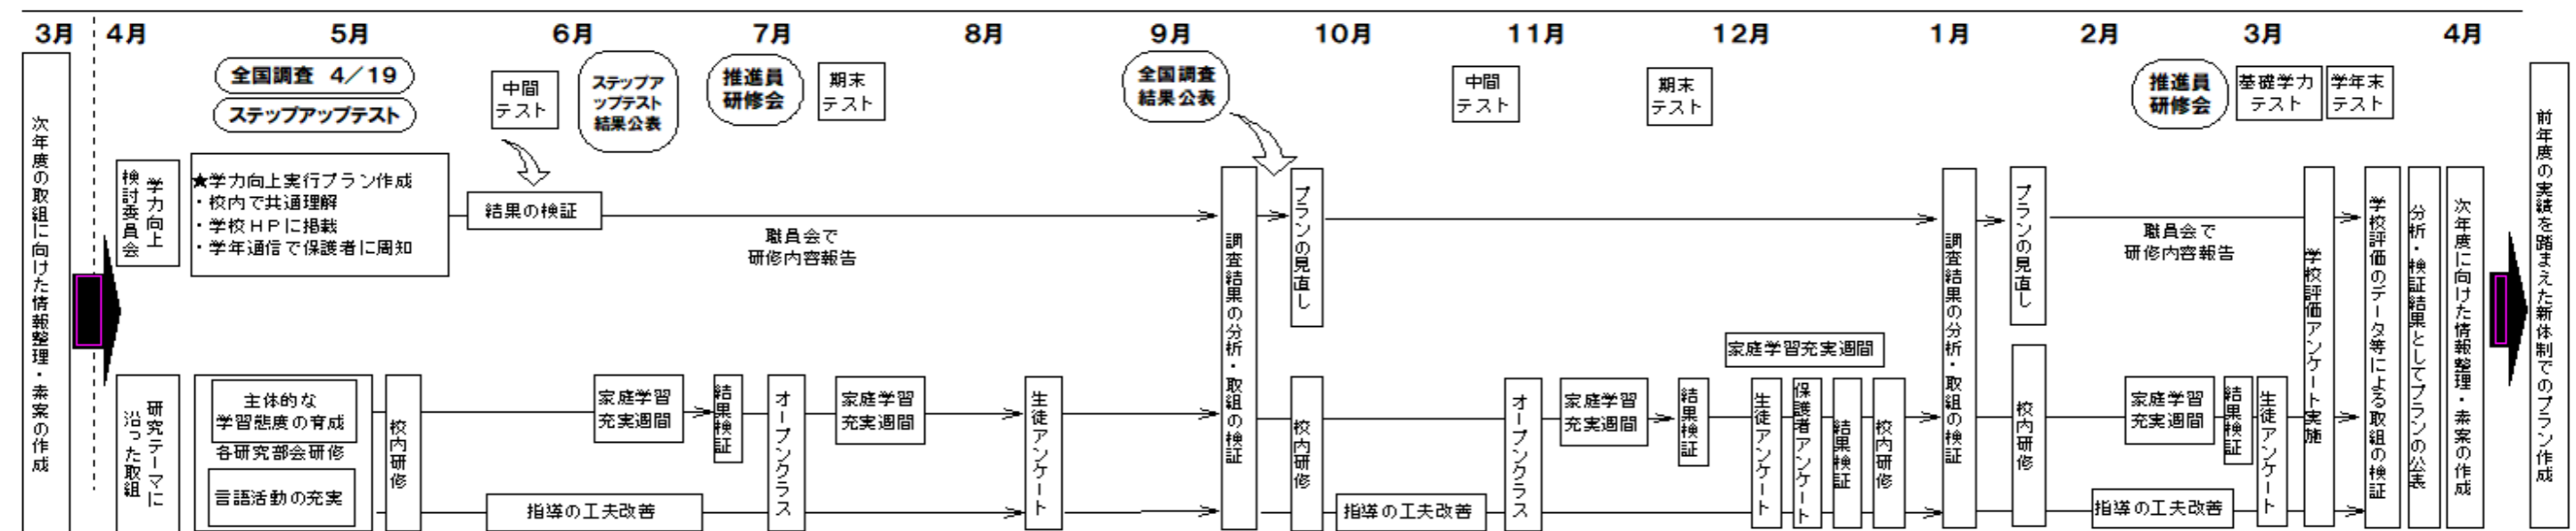 3月
4月
5月
6月
7月
8月
9月
10月
11月
12月
1月
2月
3月
4月
次年度の取組に向けた情報整理・素案の作成
全国調査 4／19
ステップアップテスト
中間
テスト
ステップア
ップテスト
結果公表
推進員
研修会
期末
テスト
全国調査
結果公表
中間
テスト
期末
テスト
推進員
研修会
基礎学力
テスト
学年末
テスト
学力向上
検討委員会
★学力向上実行プラン作成
・校内で共通理解
・学校ＨＰに掲載
・学年通信で保護者に周知
結果の検証
職員会で
研修内容報告
調査結果の分析・取組の検証
プランの見直し
調査結果の分析・取組の検証
プランの見直し
職員会で
研修内容報告
学校評価アンケート実施
学校評価のデータ等による取組の検証
分析・検証結果としてプランの公表
次年度に向けた情報整理・素案の作成
前年度の実績を踏まえた新体制でのプラン作成
研究テーマに
沿った取組
主体的な
学習態度の育成
各研究部会研修
言語活動の充実
校内研修
指導の工夫改善
家庭学習
充実週間
結果検証
オープンクラス
家庭学習
充実週間
生徒アンケート
校内研修
指導の工夫改善
オープンクラス
家庭学習
充実週間
結果検証
家庭学習充実週間
生徒アンケート
保護者アンケート
結果検証
校内研修
校内研修
指導の工夫改善
家庭学習
充実週間
結果検証
生徒アンケート